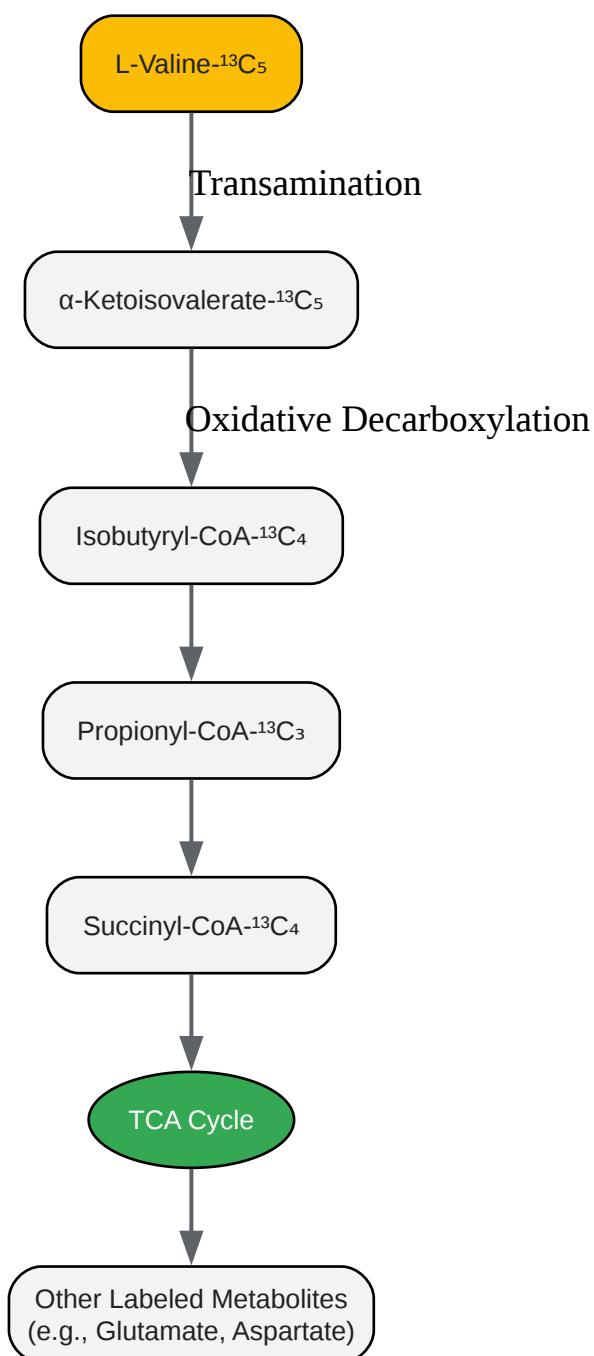 L-Valine-¹³C₅
Transamination
α-Ketoisovalerate-¹³C₅
Oxidative Decarboxylation
Isobutyryl-CoA-¹³C₄
Propionyl-CoA-¹³C₃
Succinyl-CoA-¹³C₄
TCA Cycle
Other Labeled Metabolites
(e.g., Glutamate, Aspartate)